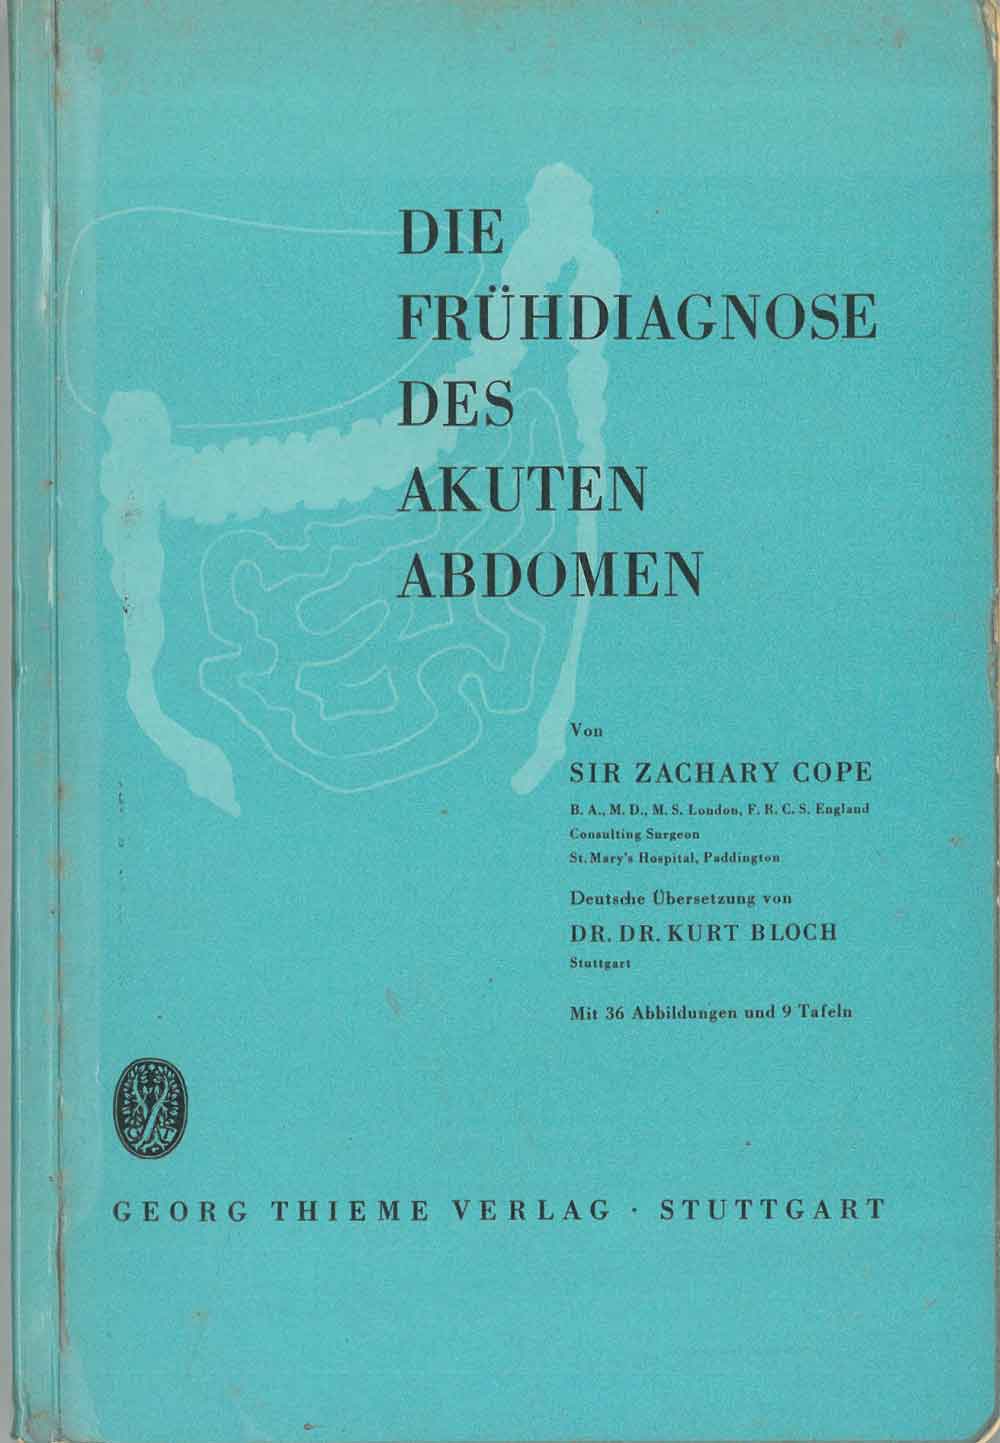 DIE
FRÜHDIAGNOSE
DES
AKUTEN
ABDOMEN
Von
SIR ZACHARY COPE
B. A., M. D., M. S. London, F. R. C. S. England
Consulting Surgeon
St. Mary's Hospital, Paddington
Deutsche Übersetzung von
DR. DR. KURT BLOCH
Stuttgart
Mit 36 Abbildungen und 9 Tafeln
G T
GEORG THIEME VERLAG · STUTTGART